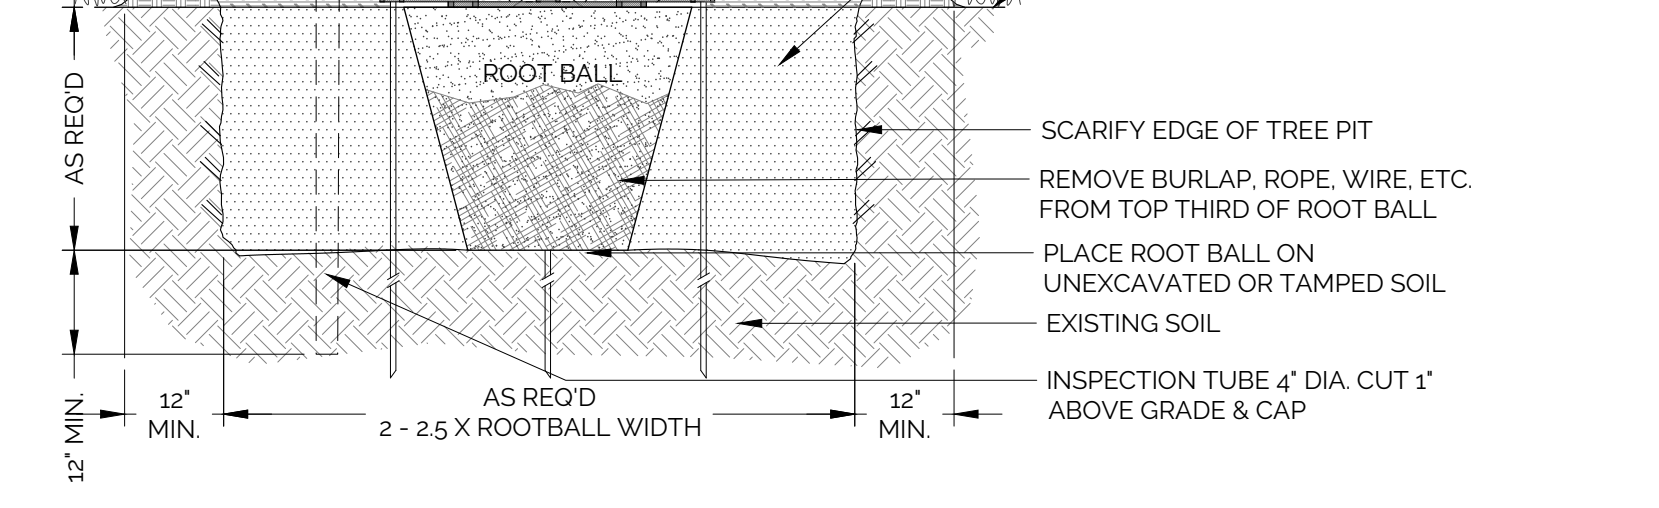 ROOT BALL
AS REQ'D
SCARIFY EDGE OF TREE PIT
REMOVE BURLAP, ROPE, WIRE, ETC.
FROM TOP THIRD OF ROOT BALL
PLACE ROOT BALL ON
UNEXCAVATED OR TAMPED SOIL
EXISTING SOIL
INSPECTION TUBE 4" DIA. CUT 1"
ABOVE GRADE & CAP
12" MIN.
12"
MIN.
AS REQ'D
2 - 2.5 X ROOTBALL WIDTH
12"
MIN.